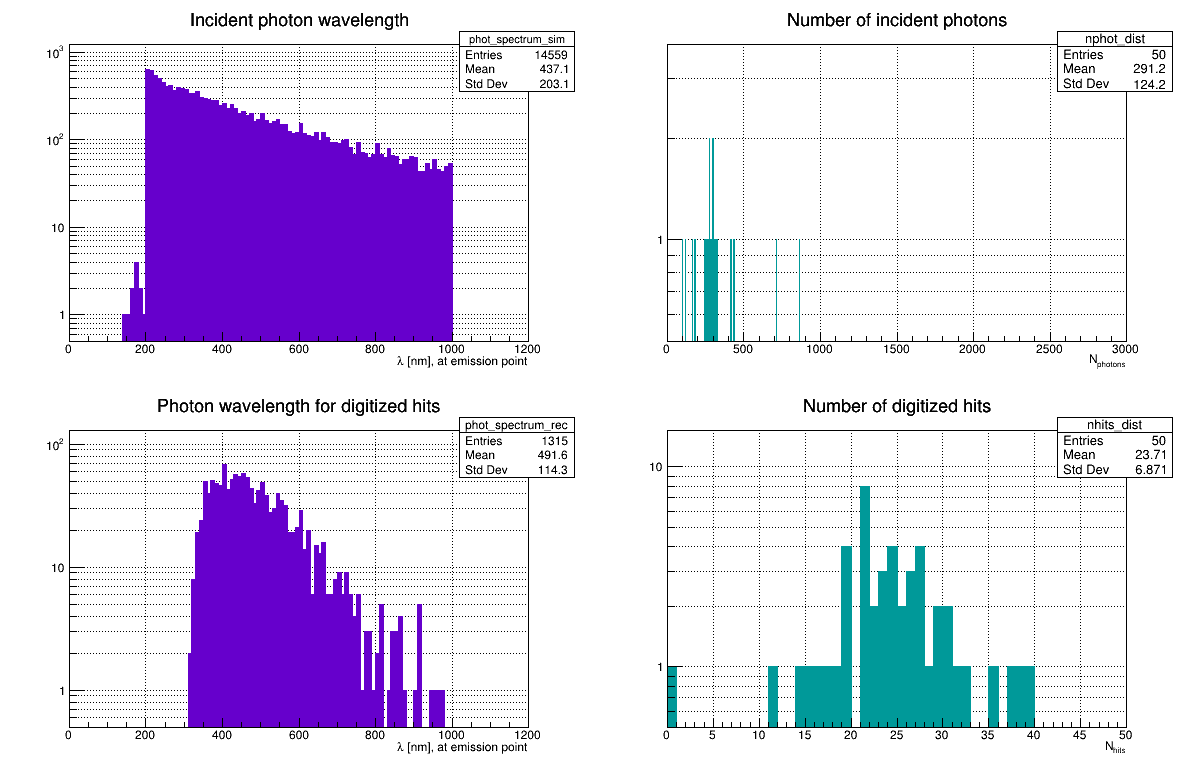 Incident photon wavelength
phot_spectrum_sim
Entries 14559
Mean 437.1
Std Dev 203.1
10³
10²
10
1
0 200 400 600 800 1000 1200
λ [nm], at emission point
Number of incident photons
nphot_dist
Entries 50
Mean 291.2
Std Dev 124.2
1
0 500 1000 1500 2000 2500 3000
Nphotons
Photon wavelength for digitized hits
phot_spectrum_rec
Entries 1315
Mean 491.6
Std Dev 114.3
10²
10
1
0 200 400 600 800 1000 1200
λ [nm], at emission point
Number of digitized hits
nhits_dist
Entries 50
Mean 23.71
Std Dev 6.871
10
1
0 5 10 15 20 25 30 35 40 45 50
Nhits